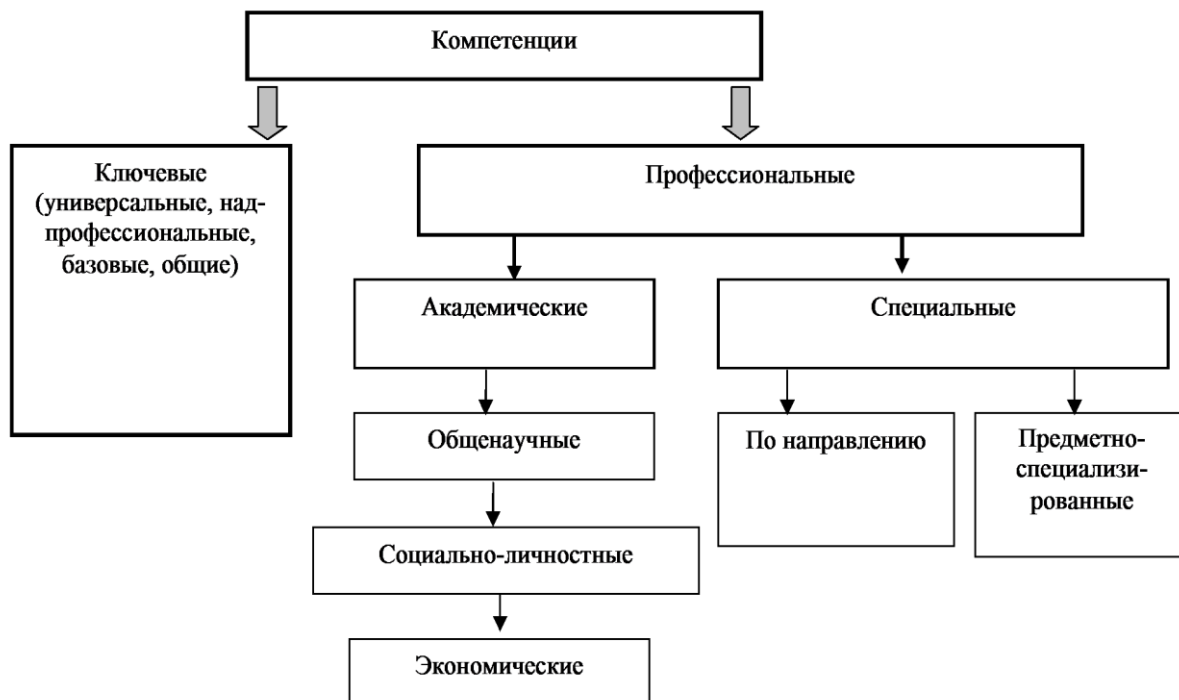 Компетенции
Ключевые
(универсальные, над-
профессиональные,
базовые, общие)
Профессиональные
Академические
Специальные
Общенаучные
По направлению
Предметно-
специализи-
рованные
Социально-личностные
Экономические